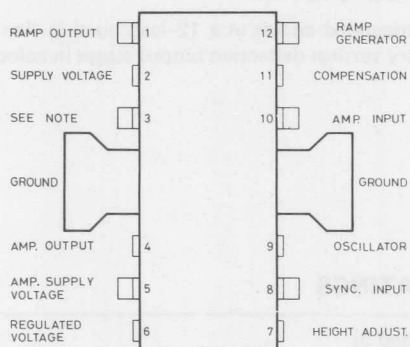 RAMP OUTPUT 1 12 RAMP
GENERATOR
SUPPLY VOLTAGE 2 11 COMPENSATION
SEE NOTE 3 10 AMP. INPUT
GROUND GROUND
AMP. OUTPUT 4 9 OSCILLATOR
AMP. SUPPLY
VOLTAGE 5 8 SYNC. INPUT
REGULATED
VOLTAGE 6 7 HEIGHT ADJUST.